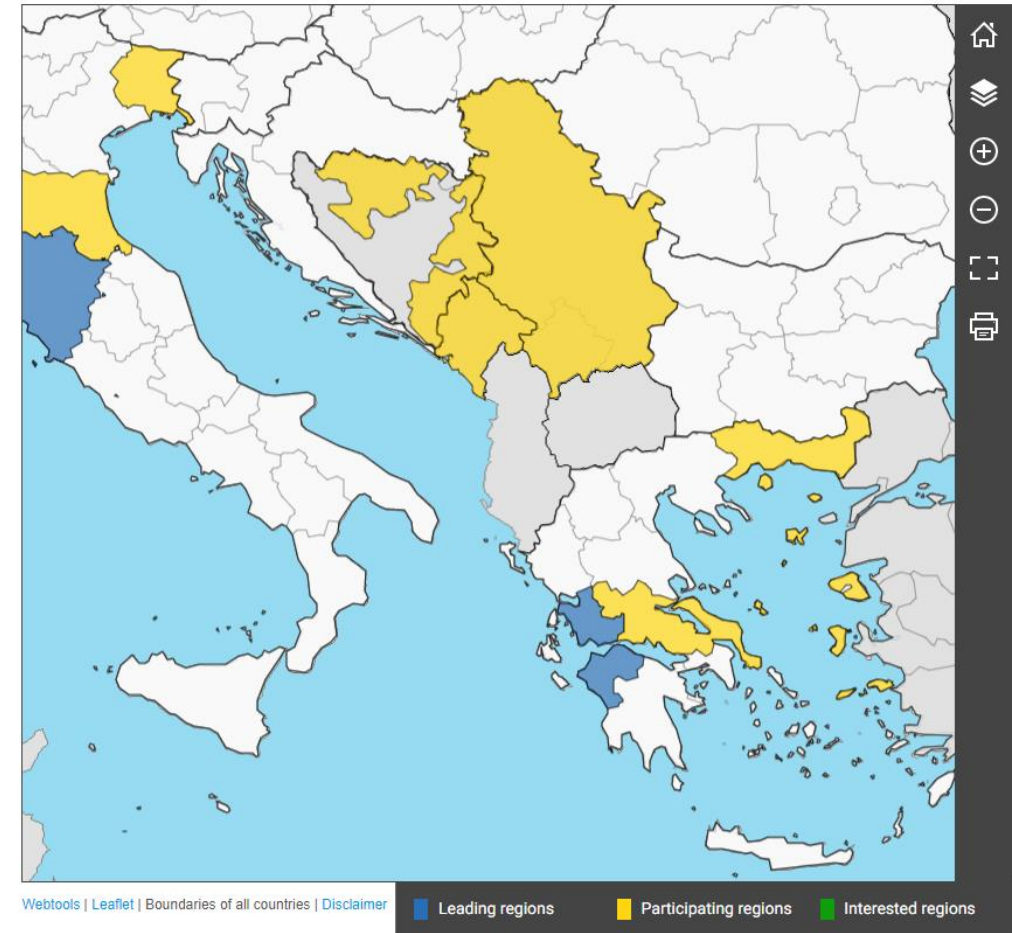 Webtools | Leaflet | Boundaries of all countries | Disclaimer
Leading regions
Participating regions
Interested regions